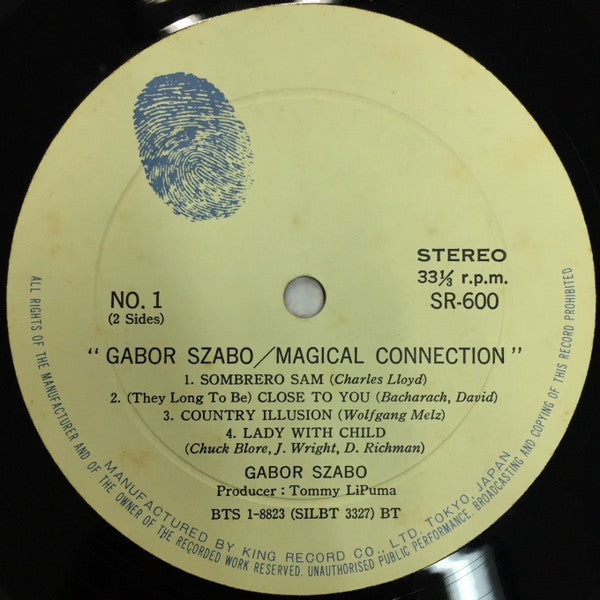 STEREO
33⅓ r.p.m.
NO. 1
SR-600
(2 Sides)
"GABOR SZABO/MAGICAL CONNECTION"
1. SOMBRERO SAM (Charles Lloyd)
2. (They Long To Be) CLOSE TO YOU (Bacharach, David)
3. COUNTRY ILLUSION (Wolfgang Melz)
4. LADY WITH CHILD
(Chuck Blore, J. Wright, D. Richman)
GABOR SZABO
Producer : Tommy LiPuma
BTS 1-8823 (SILBT 3327) BT
MANUFACTURED BY KING RECORD CO., LTD. TOKYO, JAPAN
ALL RIGHTS OF THE MANUFACTURER AND OF THE OWNER OF THE RECORDED WORK RESERVED. UNAUTHORISED PUBLIC PERFORMANCE, BROADCASTING AND COPYING OF THIS RECORD PROHIBITED